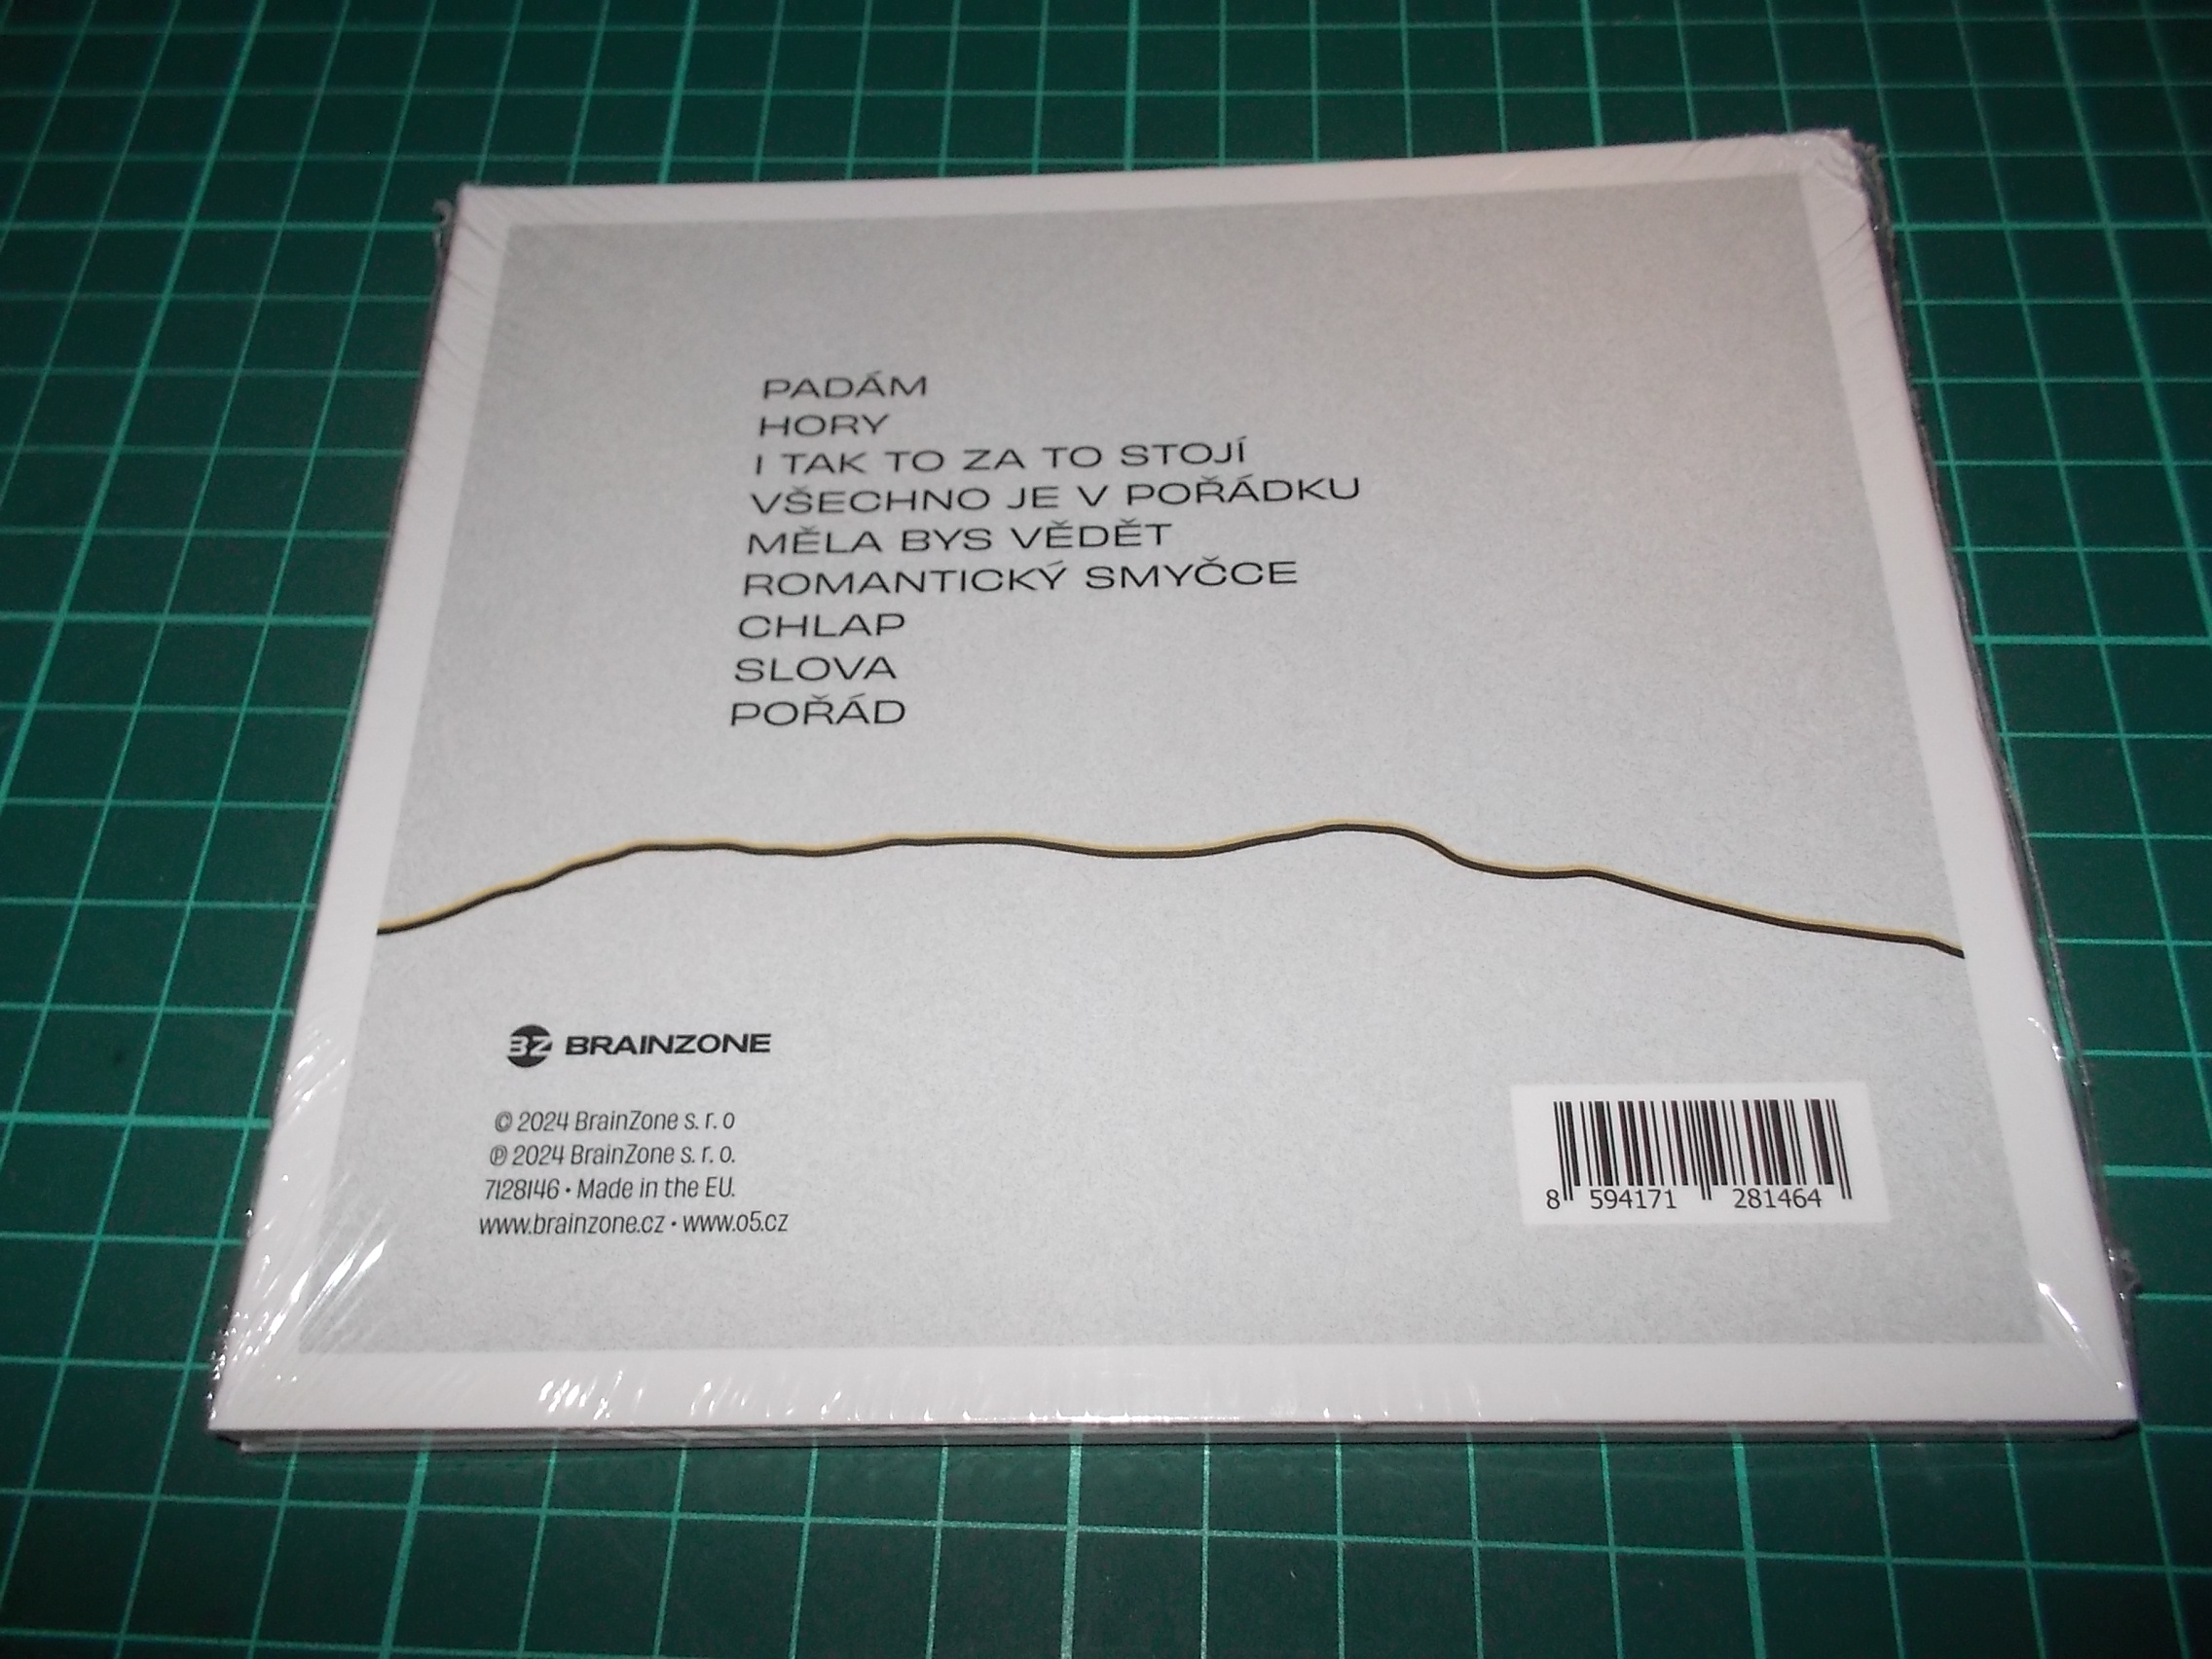 PADÁM
HORY
I TAK TO ZA TO STOJÍ
VŠECHNO JE V POŘÁDKU
MĚLA BYS VĚDĚT
ROMANTICKÝ SMYČCE
CHLAP
SLOVA
POŘÁD
BZ BRAINZONE
© 2024 BrainZone s. r. o
℗ 2024 BrainZone s. r. o.
7128146 • Made in the EU.
www.brainzone.cz • www.o5.cz
8 594171 281464